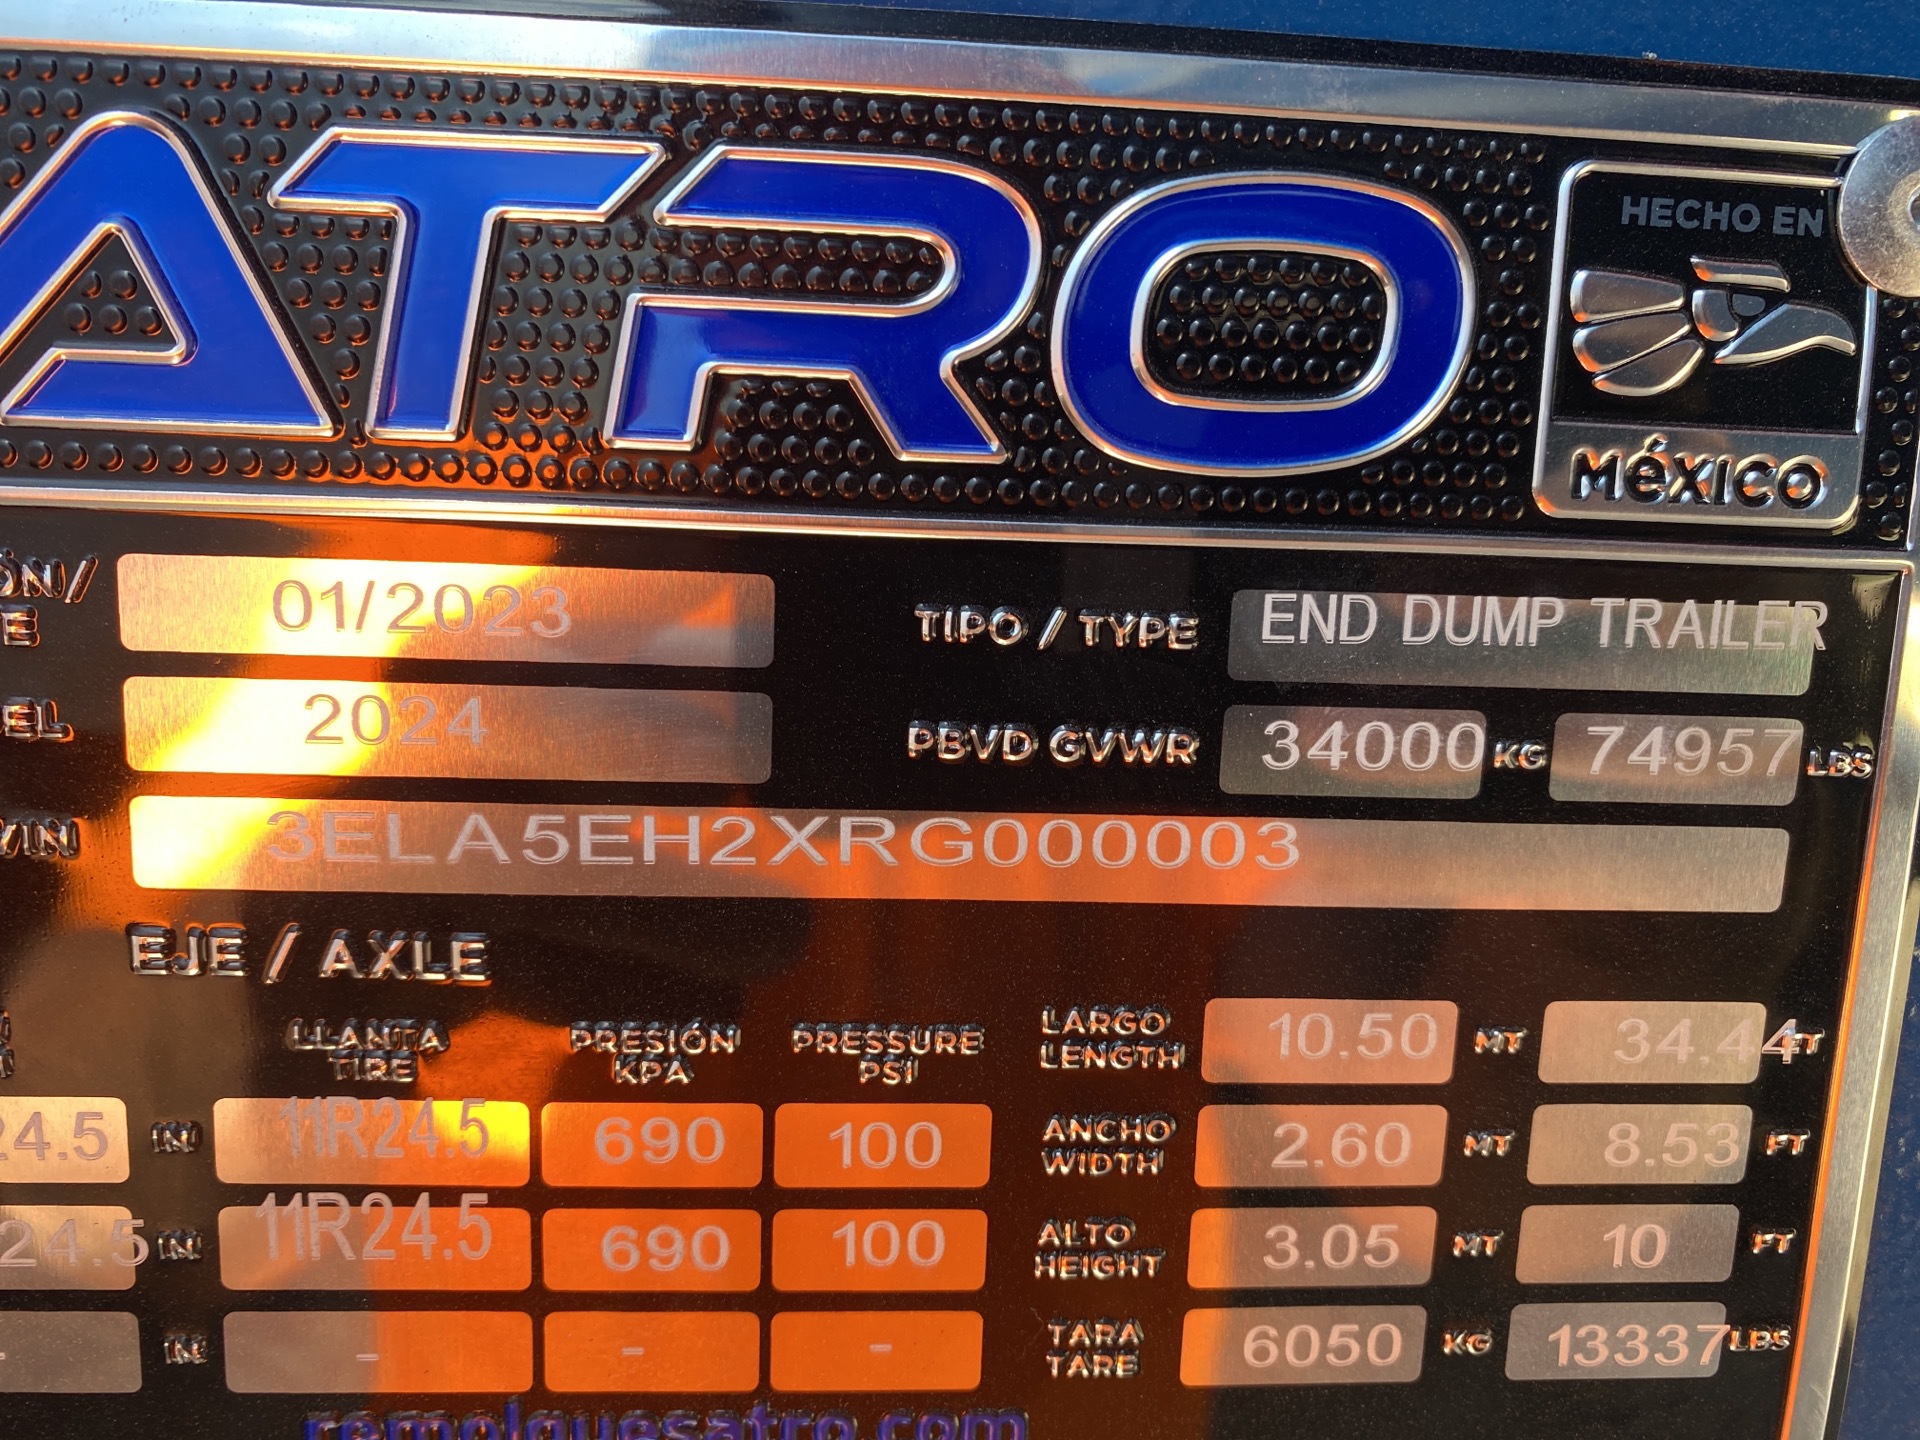 ATRO
HECHO EN
MÉXICO
ÓN/
E
01/2023
TIPO / TYPE
END DUMP TRAILER
EL
2024
PBVD GVWR
34000 KG 74957 LBS
VIN
3ELA5EH2XRG000003
EJE / AXLE
LLANTA
TIRE
PRESIÓN
KPA
PRESSURE
PSI
LARGO
LENGTH
10.50 MT 34.44 FT
24.5 IN 11R24.5 690 100
ANCHO
WIDTH
2.60 MT 8.53 FT
24.5 IN 11R24.5 690 100
ALTO
HEIGHT
3.05 MT 10 FT
- IN - - -
TARA
TARE
6050 KG 13337 LBS
remolquesatro.com